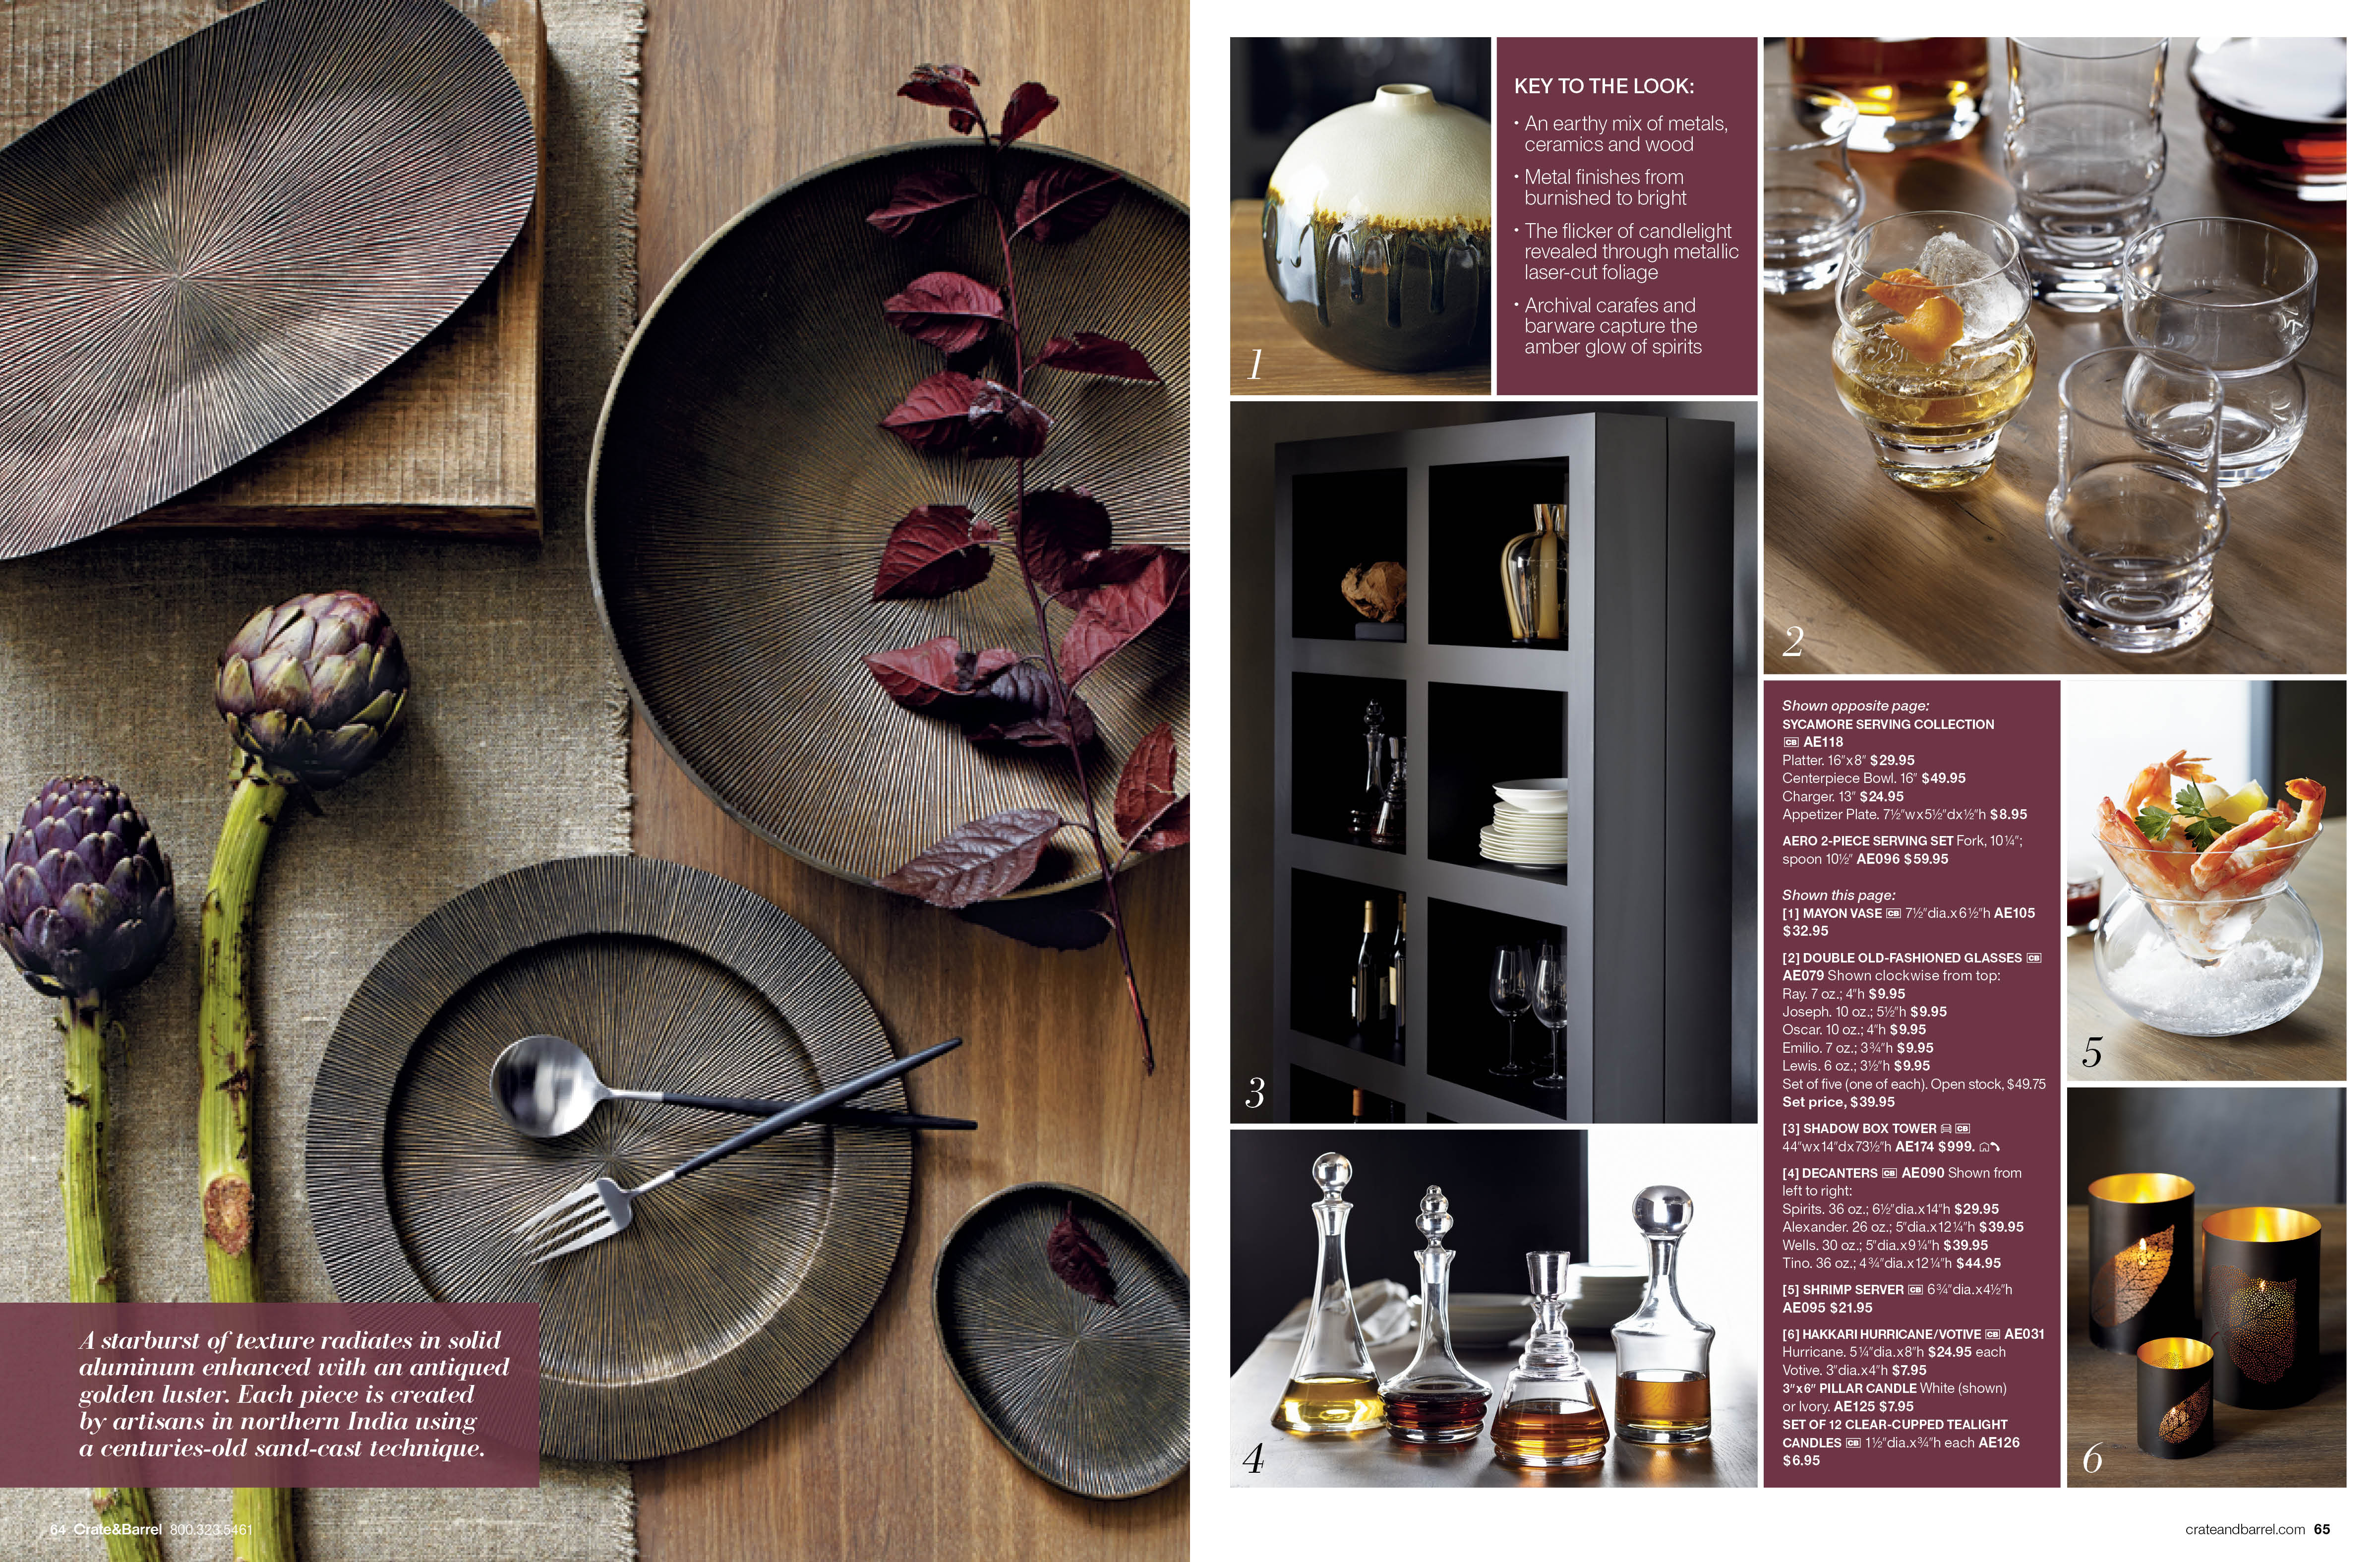 A starburst of texture radiates in solid
aluminum enhanced with an antiqued
golden luster. Each piece is created
by artisans in northern India using
a centuries-old sand-cast technique.
64 Crate&Barrel 800.323.5461
1
KEY TO THE LOOK:
• An earthy mix of metals,
ceramics and wood
• Metal finishes from
burnished to bright
• The flicker of candlelight
revealed through metallic
laser-cut foliage
• Archival carafes and
barware capture the
amber glow of spirits
2
3
4
Shown opposite page:
SYCAMORE SERVING COLLECTION
CB AE118
Platter. 16"x8" $29.95
Centerpiece Bowl. 16" $49.95
Charger. 13" $24.95
Appetizer Plate. 7½"wx5½"dx½"h $8.95
AERO 2-PIECE SERVING SET Fork, 10¼";
spoon 10½" AE096 $59.95
Shown this page:
[1] MAYON VASE CB 7½"dia.x6½"h AE105
$32.95
[2] DOUBLE OLD-FASHIONED GLASSES CB
AE079 Shown clockwise from top:
Ray. 7 oz.; 4"h $9.95
Joseph. 10 oz.; 5½"h $9.95
Oscar. 10 oz.; 4"h $9.95
Emilio. 7 oz.; 3¾"h $9.95
Lewis. 6 oz.; 3½"h $9.95
Set of five (one of each). Open stock, $49.75
Set price, $39.95
[3] SHADOW BOX TOWER CB
44"wx14"dx73½"h AE174 $999.
[4] DECANTERS CB AE090 Shown from
left to right:
Spirits. 36 oz.; 6½"dia.x14"h $29.95
Alexander. 26 oz.; 5"dia.x12¼"h $39.95
Wells. 30 oz.; 5"dia.x9¼"h $39.95
Tino. 36 oz.; 4¾"dia.x12¼"h $44.95
[5] SHRIMP SERVER CB 6¾"dia.x4½"h
AE095 $21.95
[6] HAKKARI HURRICANE/VOTIVE CB AE031
Hurricane. 5¼"dia.x8"h $24.95 each
Votive. 3"dia.x4"h $7.95
3"x6" PILLAR CANDLE White (shown)
or Ivory. AE125 $7.95
SET OF 12 CLEAR-CUPPED TEALIGHT
CANDLES CB 1½"dia.x¾"h each AE126
$6.95
5
6
crateandbarrel.com 65